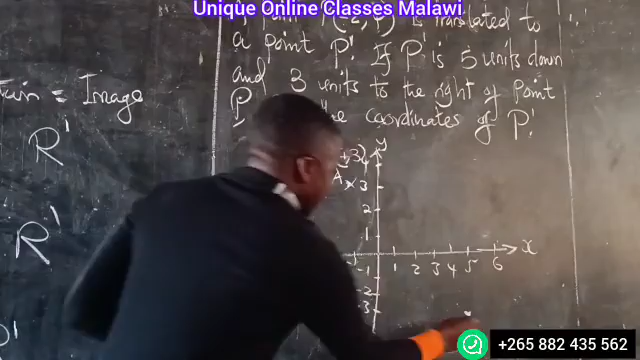 Unique Online Classes Malawi
is translated to
a point P'. If P' is 5 units down
and 3 units to the right of point
P
the coordinates of P'.
= Image
R'
R'
+3)
y
A
3
2
1
-1
1 2 3 4 5 6
x
-2
-3
+265 882 435 562